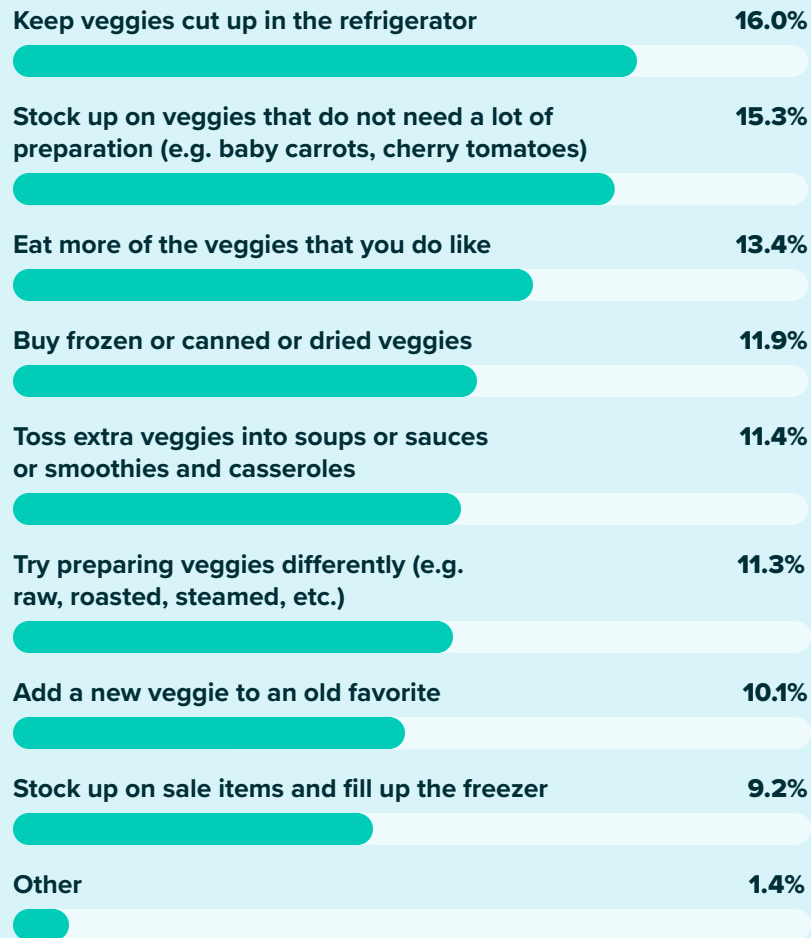 Keep veggies cut up in the refrigerator 16.0%
Stock up on veggies that do not need a lot of 15.3%
preparation (e.g. baby carrots, cherry tomatoes)
Eat more of the veggies that you do like 13.4%
Buy frozen or canned or dried veggies 11.9%
Toss extra veggies into soups or sauces 11.4%
or smoothies and casseroles
Try preparing veggies differently (e.g. 11.3%
raw, roasted, steamed, etc.)
Add a new veggie to an old favorite 10.1%
Stock up on sale items and fill up the freezer 9.2%
Other 1.4%